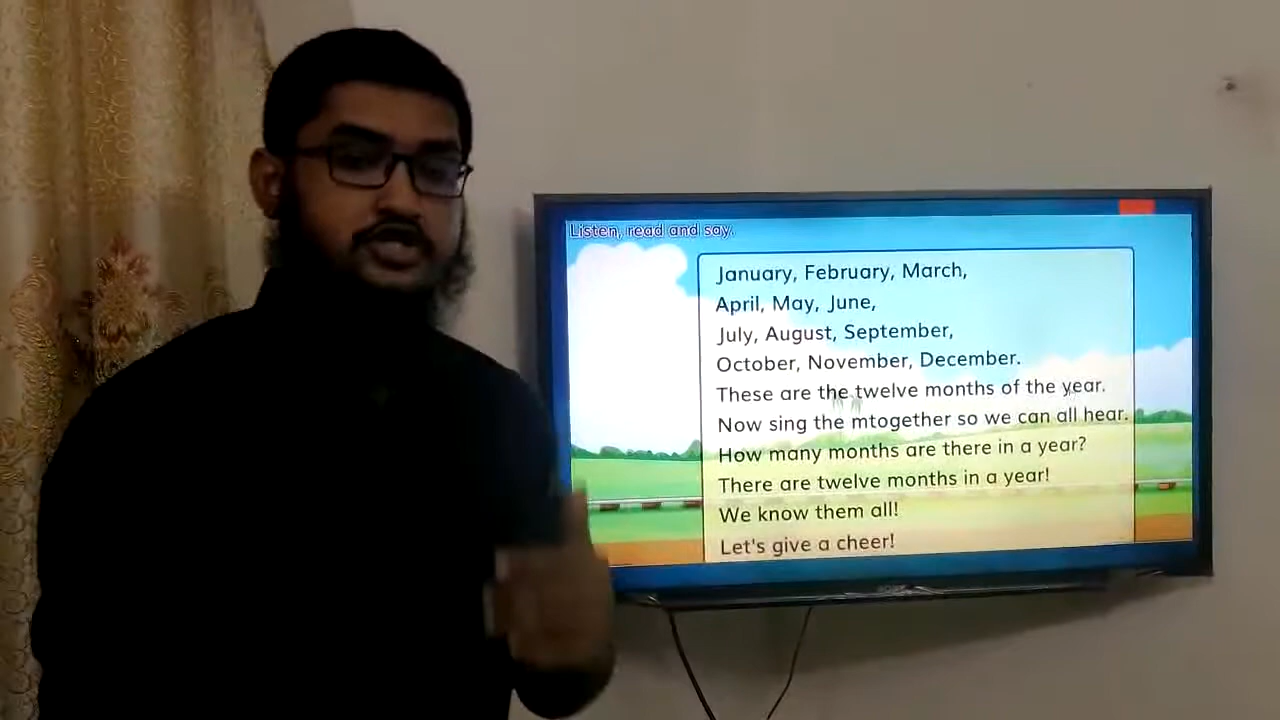 Listen, read and say.
January, February, March,
April, May, June,
July, August, September,
October, November, December.
These are the twelve months of the year.
Now sing the mtogether so we can all hear.
How many months are there in a year?
There are twelve months in a year!
We know them all!
Let's give a cheer!